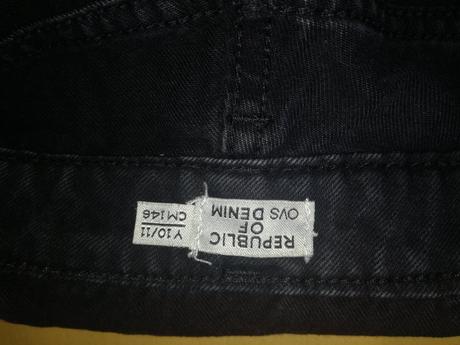 REPUBLIC
OF
OVS DENIM
Y 10/11
CM 146